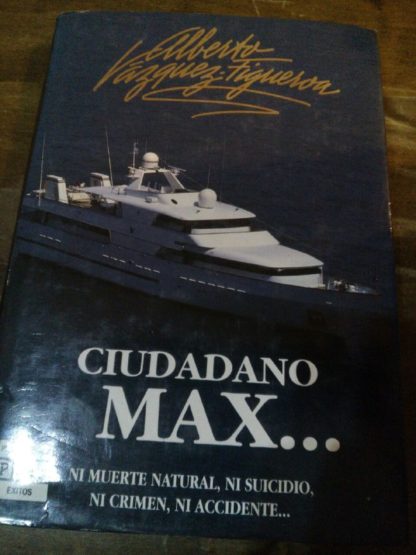 Alberto
Vázquez-Figueroa
CIUDADANO
MAX...
NI MUERTE NATURAL, NI SUICIDIO,
NI CRIMEN, NI ACCIDENTE...
P
EXITOS